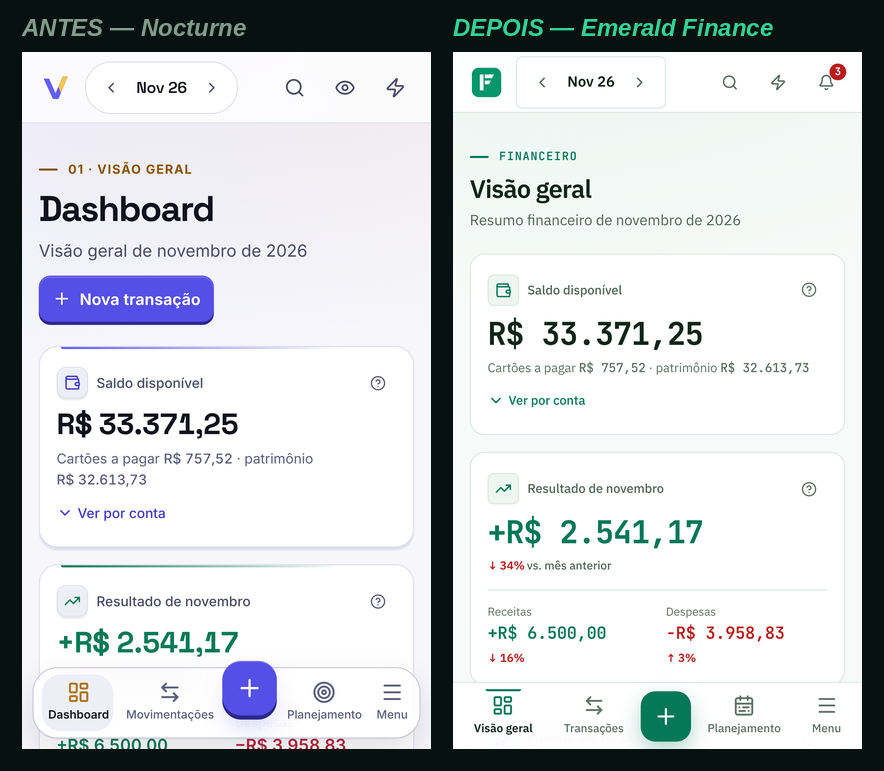 ANTES — Nocturne
Nov 26
01 · VISÃO GERAL
Dashboard
Visão geral de novembro de 2026
+ Nova transação
Saldo disponível
R$ 33.371,25
Cartões a pagar R$ 757,52 · patrimônio
R$ 32.613,73
Ver por conta
Resultado de novembro
+R$ 2.541,17
Dashboard
Movimentações
+
Planejamento
Menu
+R$ 6.500,00
−R$ 3.958,83
DEPOIS — Emerald Finance
F
Nov 26
3
FINANCEIRO
Visão geral
Resumo financeiro de novembro de 2026
Saldo disponível
R$ 33.371,25
Cartões a pagar R$ 757,52 · patrimônio R$ 32.613,73
Ver por conta
Resultado de novembro
+R$ 2.541,17
↓ 34% vs. mês anterior
Receitas
+R$ 6.500,00
↓ 16%
Despesas
−R$ 3.958,83
↑ 3%
Visão geral
Transações
+
Planejamento
Menu